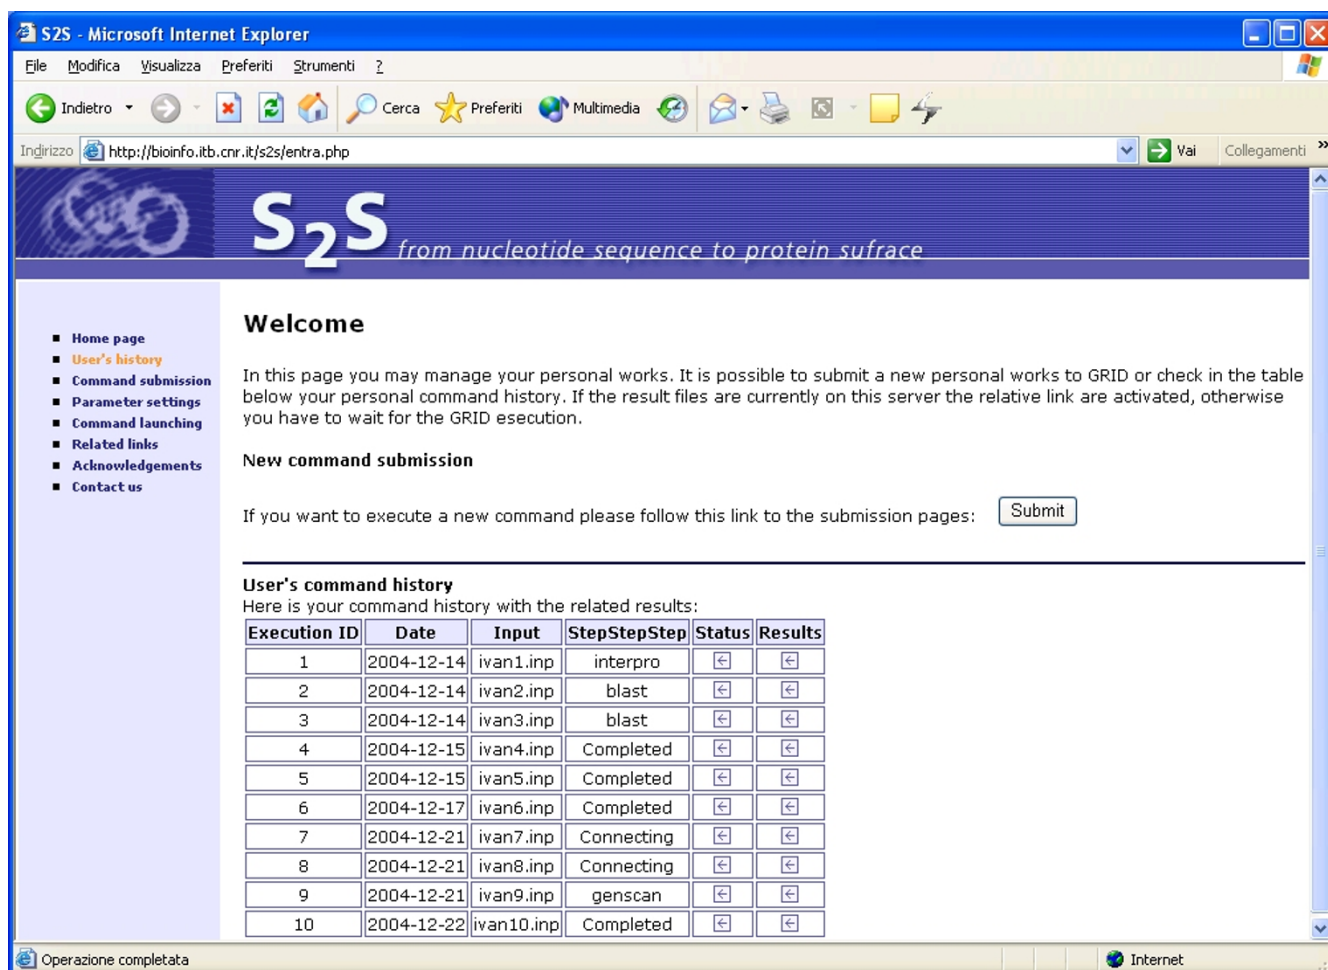 S2S - Microsoft Internet Explorer
File Modifica Visualizza Preferiti Strumenti ?
Indietro Cerca Preferiti Multimedia
Indirizzo http://bioinfo.itb.cnr.it/s2s/entra.php Vai Collegamenti »
S2S from nucleotide sequence to protein sufrace
Home page
User's history
Command submission
Parameter settings
Command launching
Related links
Acknowledgements
Contact us
Welcome
In this page you may manage your personal works. It is possible to submit a new personal works to GRID or check in the table
below your personal command history. If the result files are currently on this server the relative link are activated, otherwise
you have to wait for the GRID esecution.
New command submission
If you want to execute a new command please follow this link to the submission pages: Submit
User's command history
Here is your command history with the related results:
Execution ID Date Input StepStepStep Status Results
1 2004-12-14 ivan1.inp interpro
2 2004-12-14 ivan2.inp blast
3 2004-12-14 ivan3.inp blast
4 2004-12-15 ivan4.inp Completed
5 2004-12-15 ivan5.inp Completed
6 2004-12-17 ivan6.inp Completed
7 2004-12-21 ivan7.inp Connecting
8 2004-12-21 ivan8.inp Connecting
9 2004-12-21 ivan9.inp genscan
10 2004-12-22 ivan10.inp Completed
Operazione completata Internet